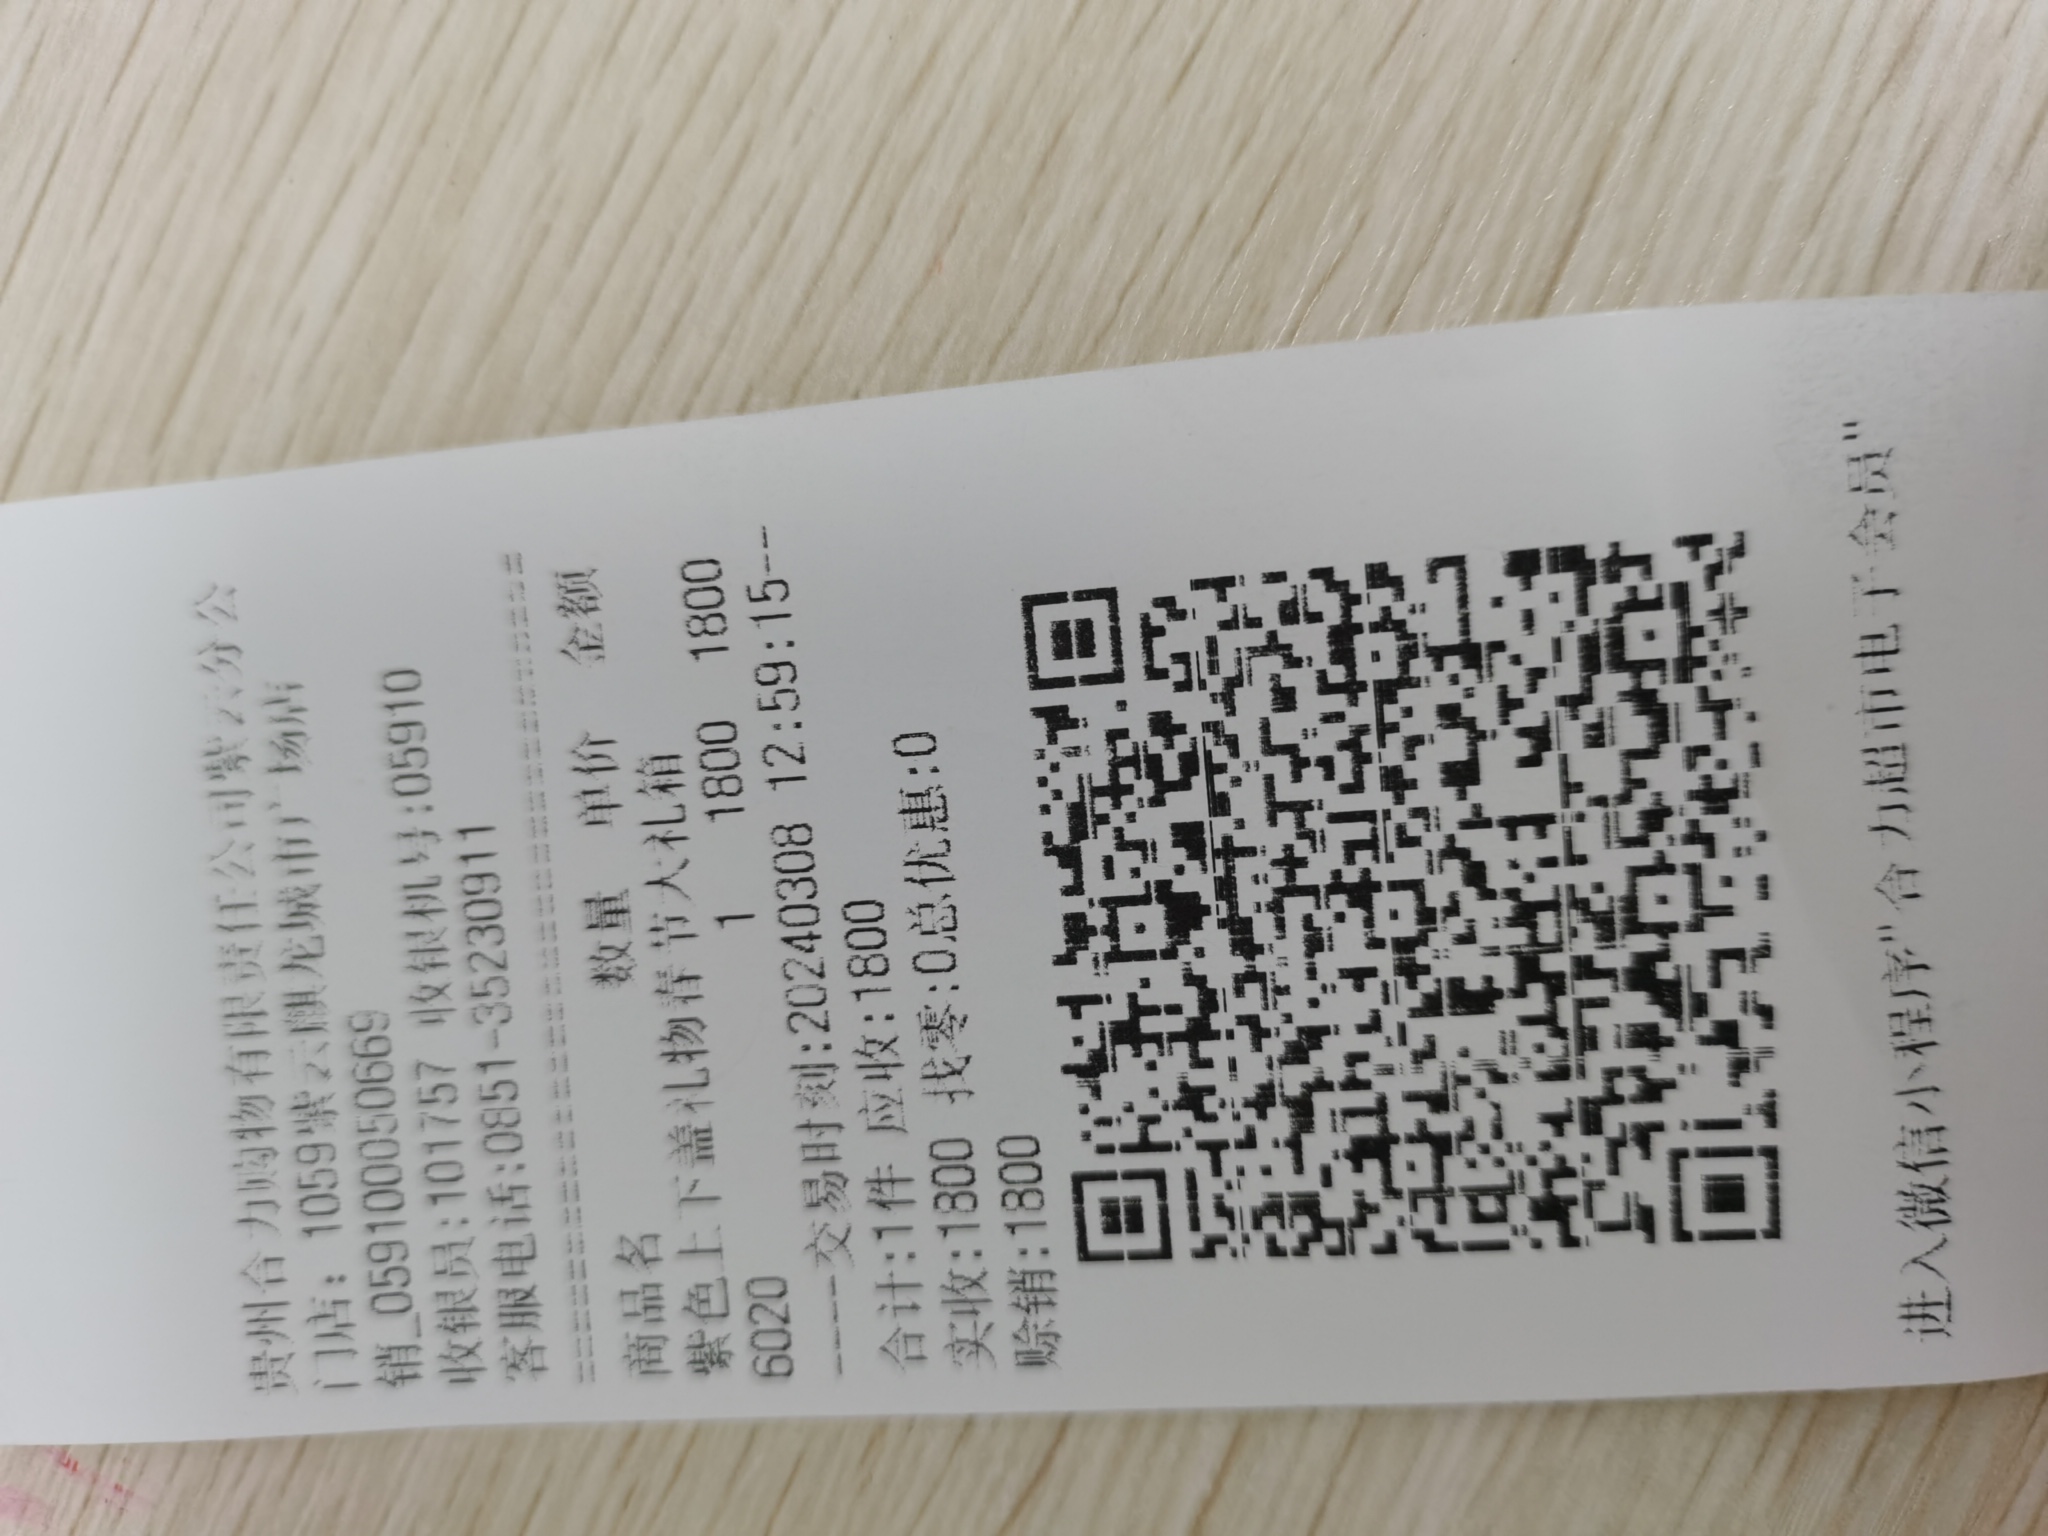 贵州合力购物有限责任公司紫云分公
门店: 1059紫云麒龙城市广场店
销_059100050669
收银员:101757 收银机号:059910
客服电话:0851-35230911
商品名 数量 单价 金额
紫色上下盖礼物春节大礼箱
6020 1 1800 1800
----交易时刻:20240308 12:59:15---
合计:1件 应收:1800
实收:1800 找零:0总优惠:0
赊销:1800
进入微信小程序"合力超市电子会员"